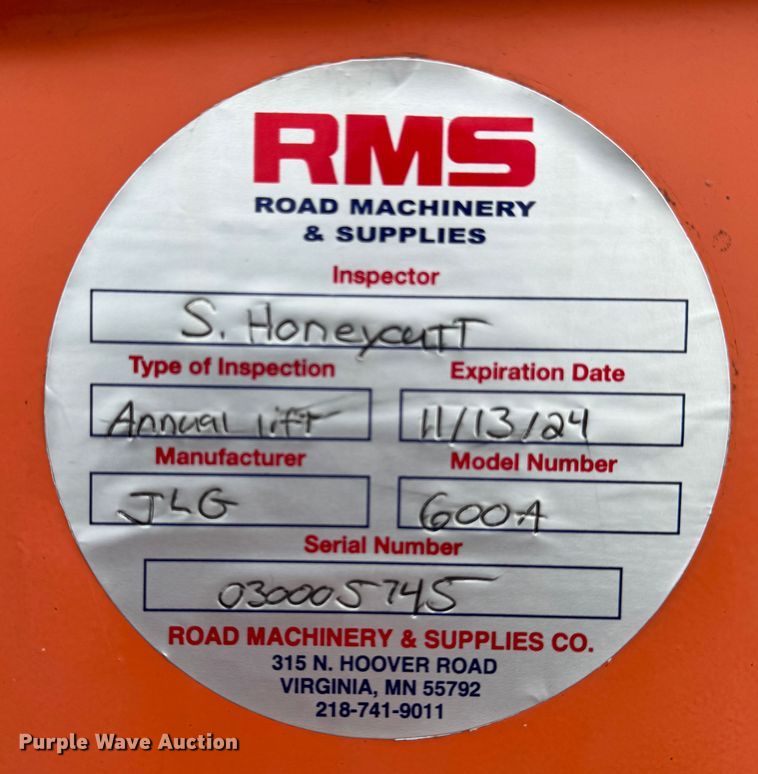 RMS
ROAD MACHINERY
& SUPPLIES
Inspector
S. Honeycutt
Type of Inspection Expiration Date
Annual lift 11/13/24
Manufacturer Model Number
JLG 600A
Serial Number
030005745
ROAD MACHINERY & SUPPLIES CO.
315 N. HOOVER ROAD
VIRGINIA, MN 55792
218-741-9011
Purple Wave Auction